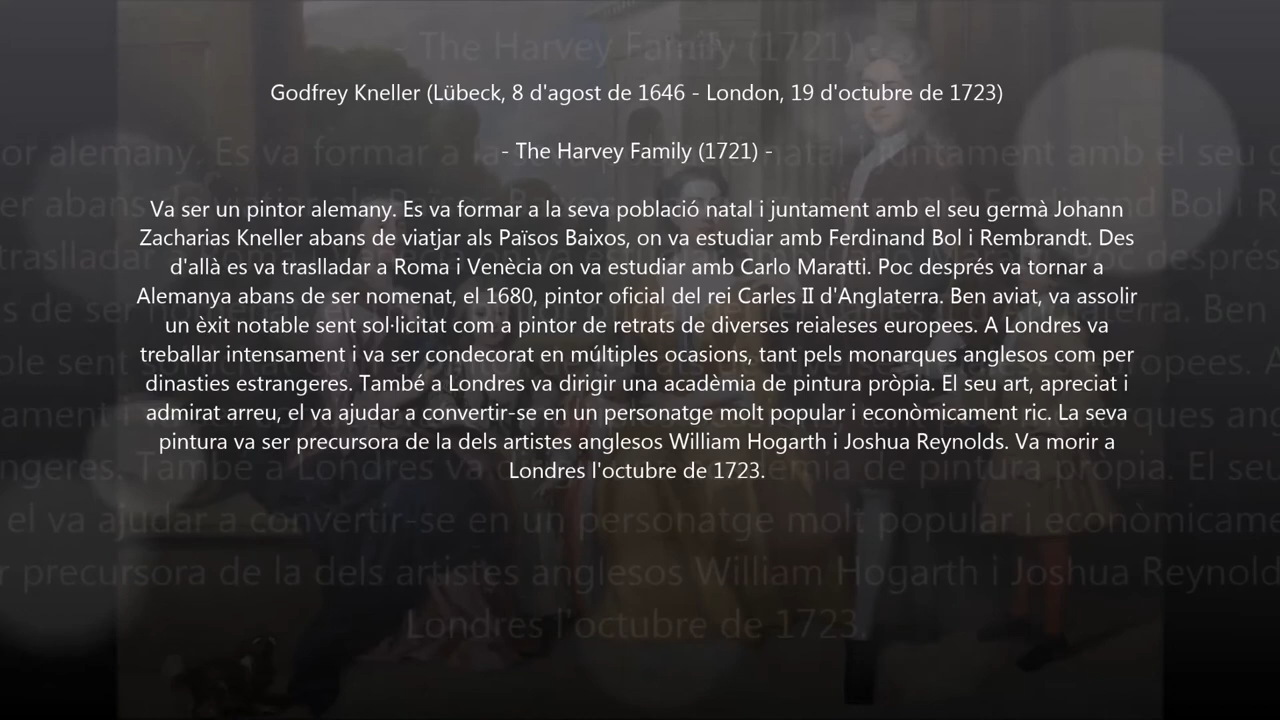 Godfrey Kneller (Lübeck, 8 d'agost de 1646 - London, 19 d'octubre de 1723)
- The Harvey Family (1721) -
Va ser un pintor alemany. Es va formar a la seva població natal i juntament amb el seu germà Johann
Zacharias Kneller abans de viatjar als Països Baixos, on va estudiar amb Ferdinand Bol i Rembrandt. Des
d'allà es va traslladar a Roma i Venècia on va estudiar amb Carlo Maratti. Poc després va tornar a
Alemanya abans de ser nomenat, el 1680, pintor oficial del rei Carles II d'Anglaterra. Ben aviat, va assolir
un èxit notable sent sol·licitat com a pintor de retrats de diverses reialeses europees. A Londres va
treballar intensament i va ser condecorat en múltiples ocasions, tant pels monarques anglesos com per
dinasties estrangeres. També a Londres va dirigir una acadèmia de pintura pròpia. El seu art, apreciat i
admirat arreu, el va ajudar a convertir-se en un personatge molt popular i econòmicament ric. La seva
pintura va ser precursora de la dels artistes anglesos William Hogarth i Joshua Reynolds. Va morir a
Londres l'octubre de 1723.